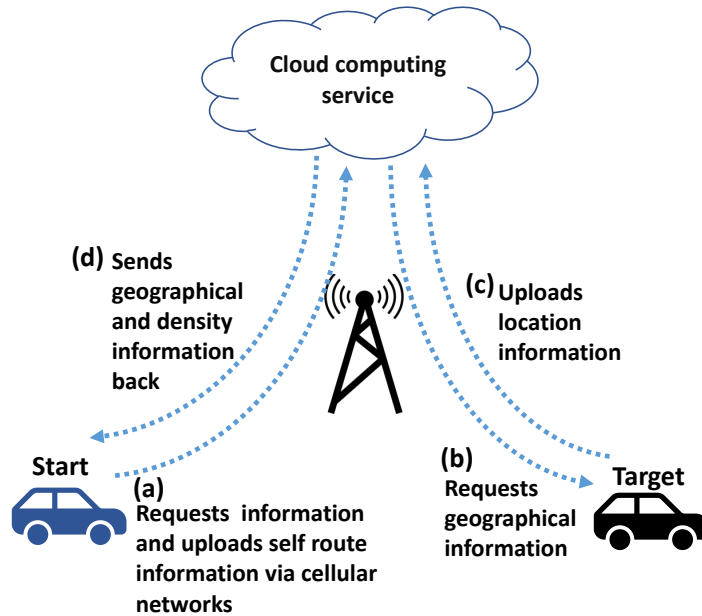 Cloud computing
service
(d) Sends
geographical
and density
information
back
(c) Uploads
location
information
Start
(a)
Requests information
and uploads self route
information via cellular
networks
(b)
Requests
geographical
information
Target